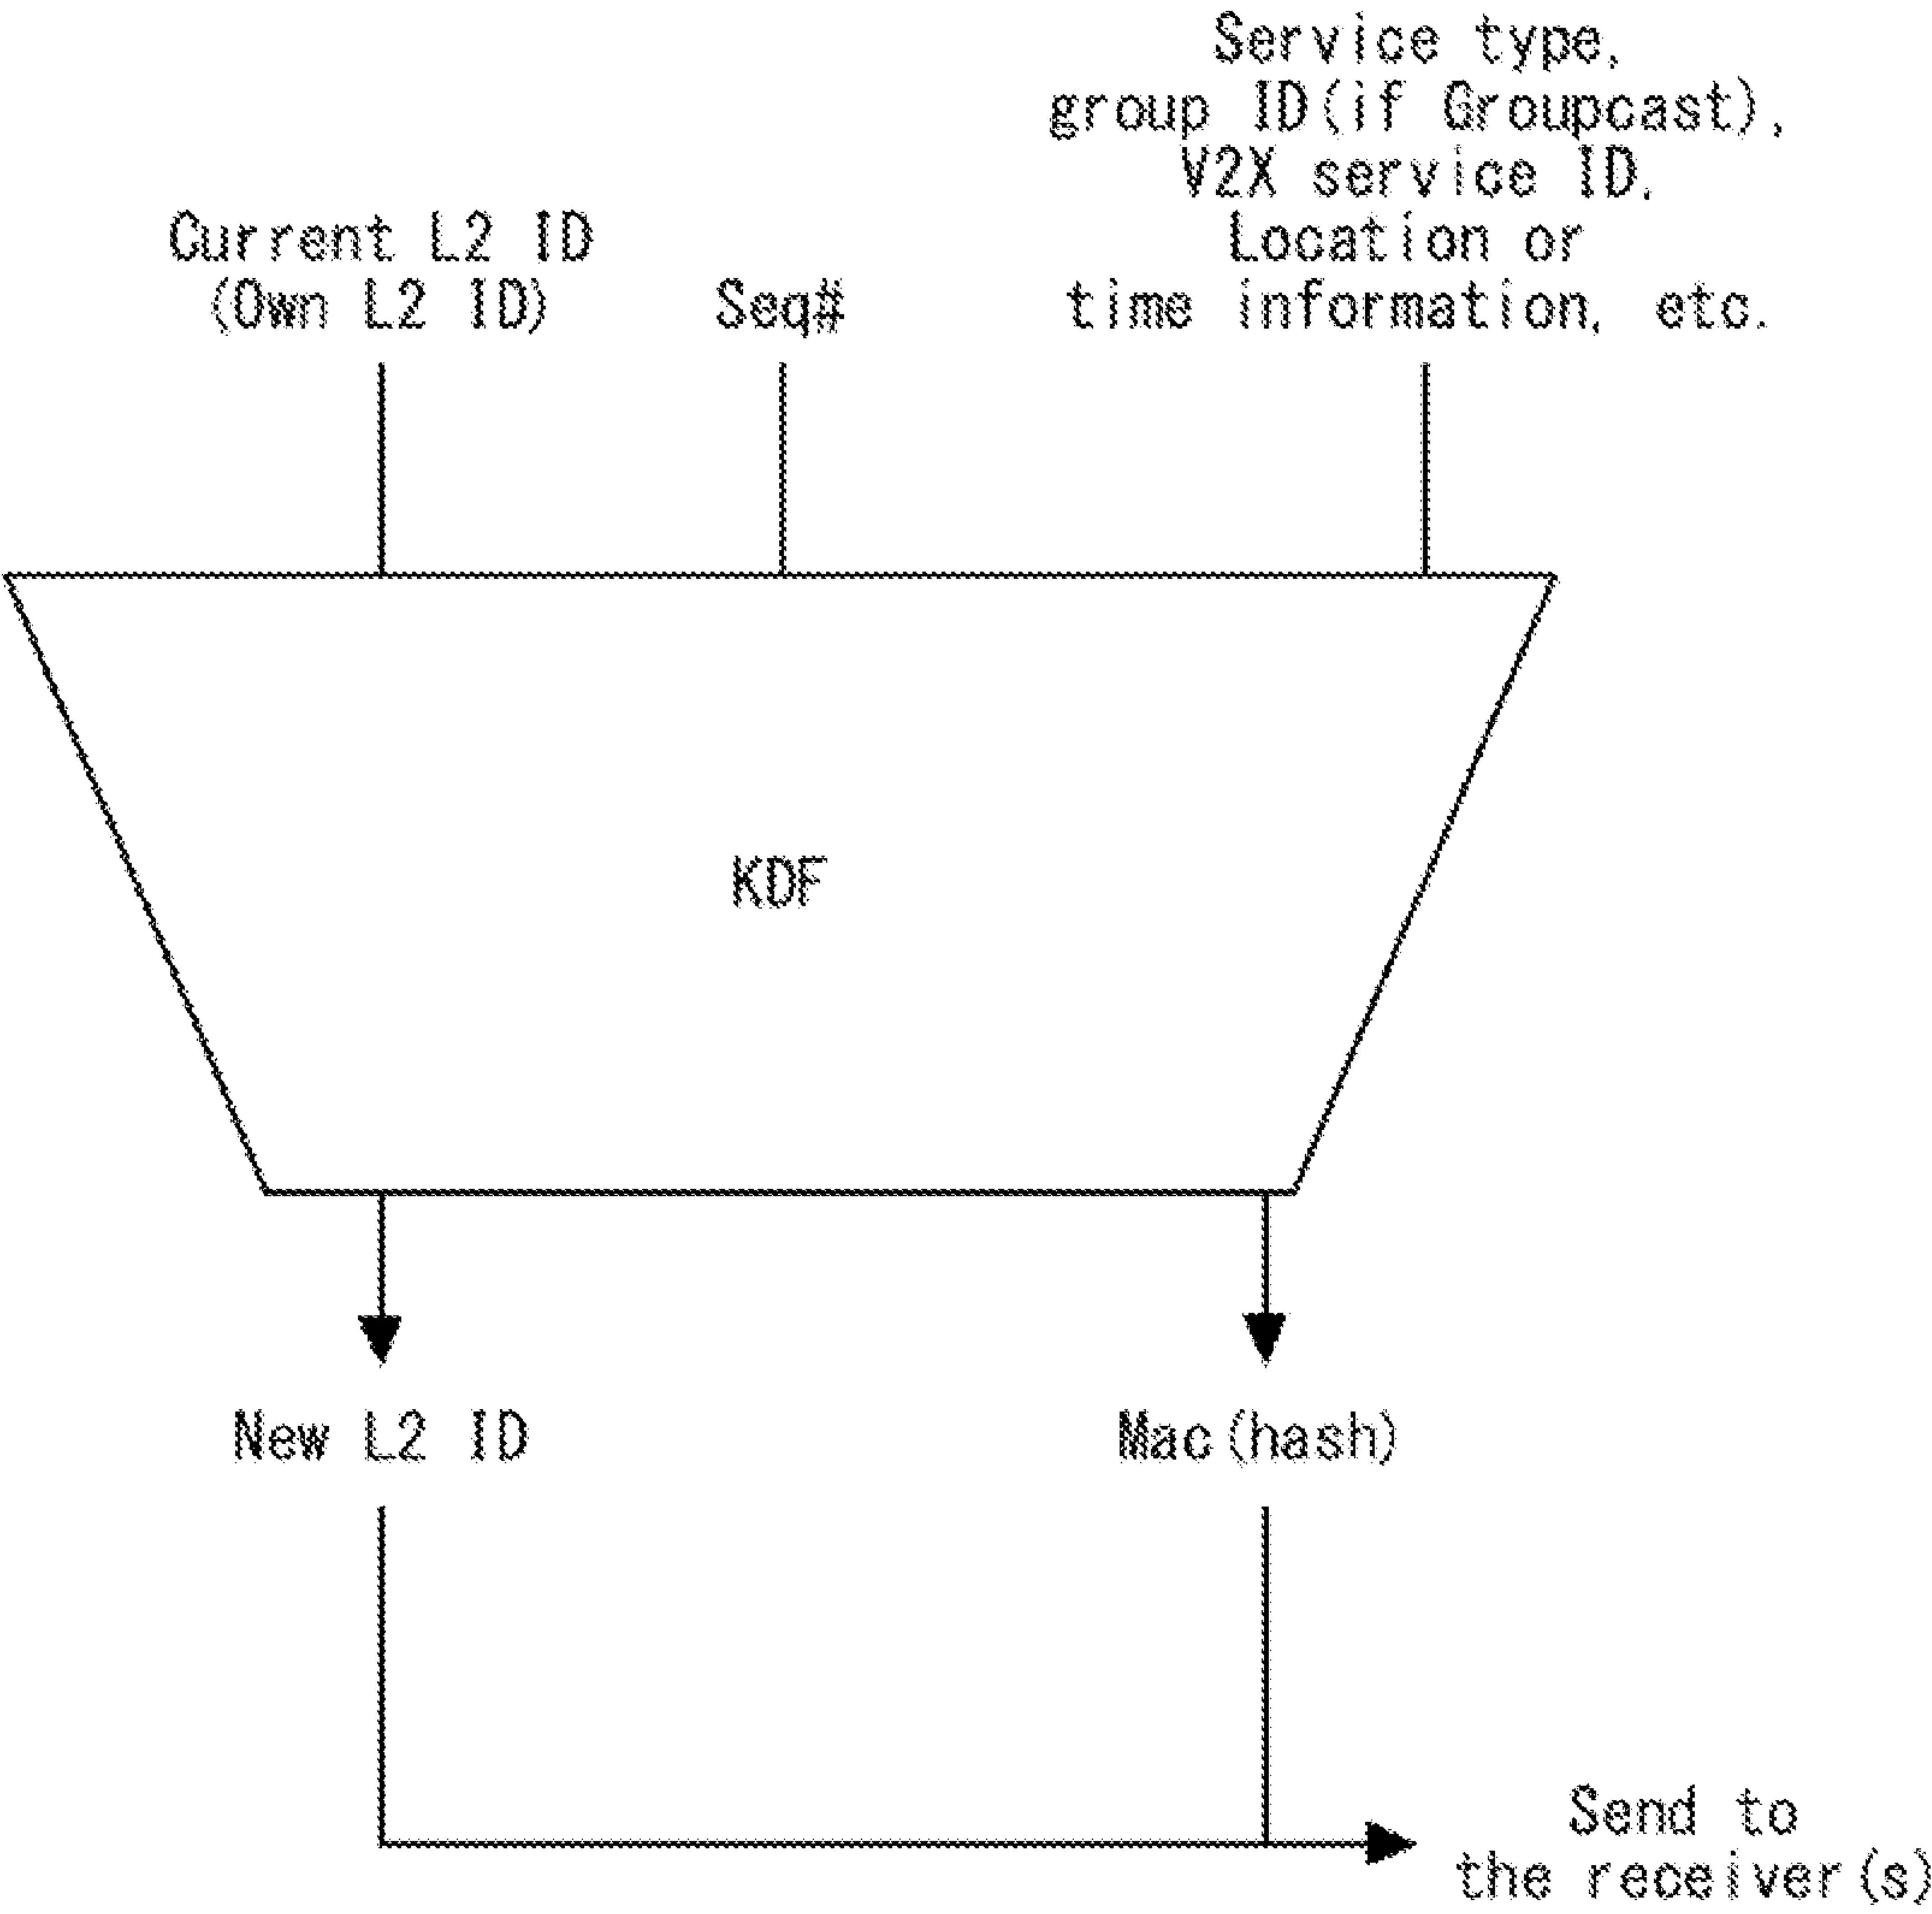 Current L2 ID
(Own L2 ID)
Seq#
Service type,
group ID(if Groupcast),
V2X service ID,
Location or
time information, etc.
KDF
New L2 ID
Mac(hash)
Send to
the receiver(s)